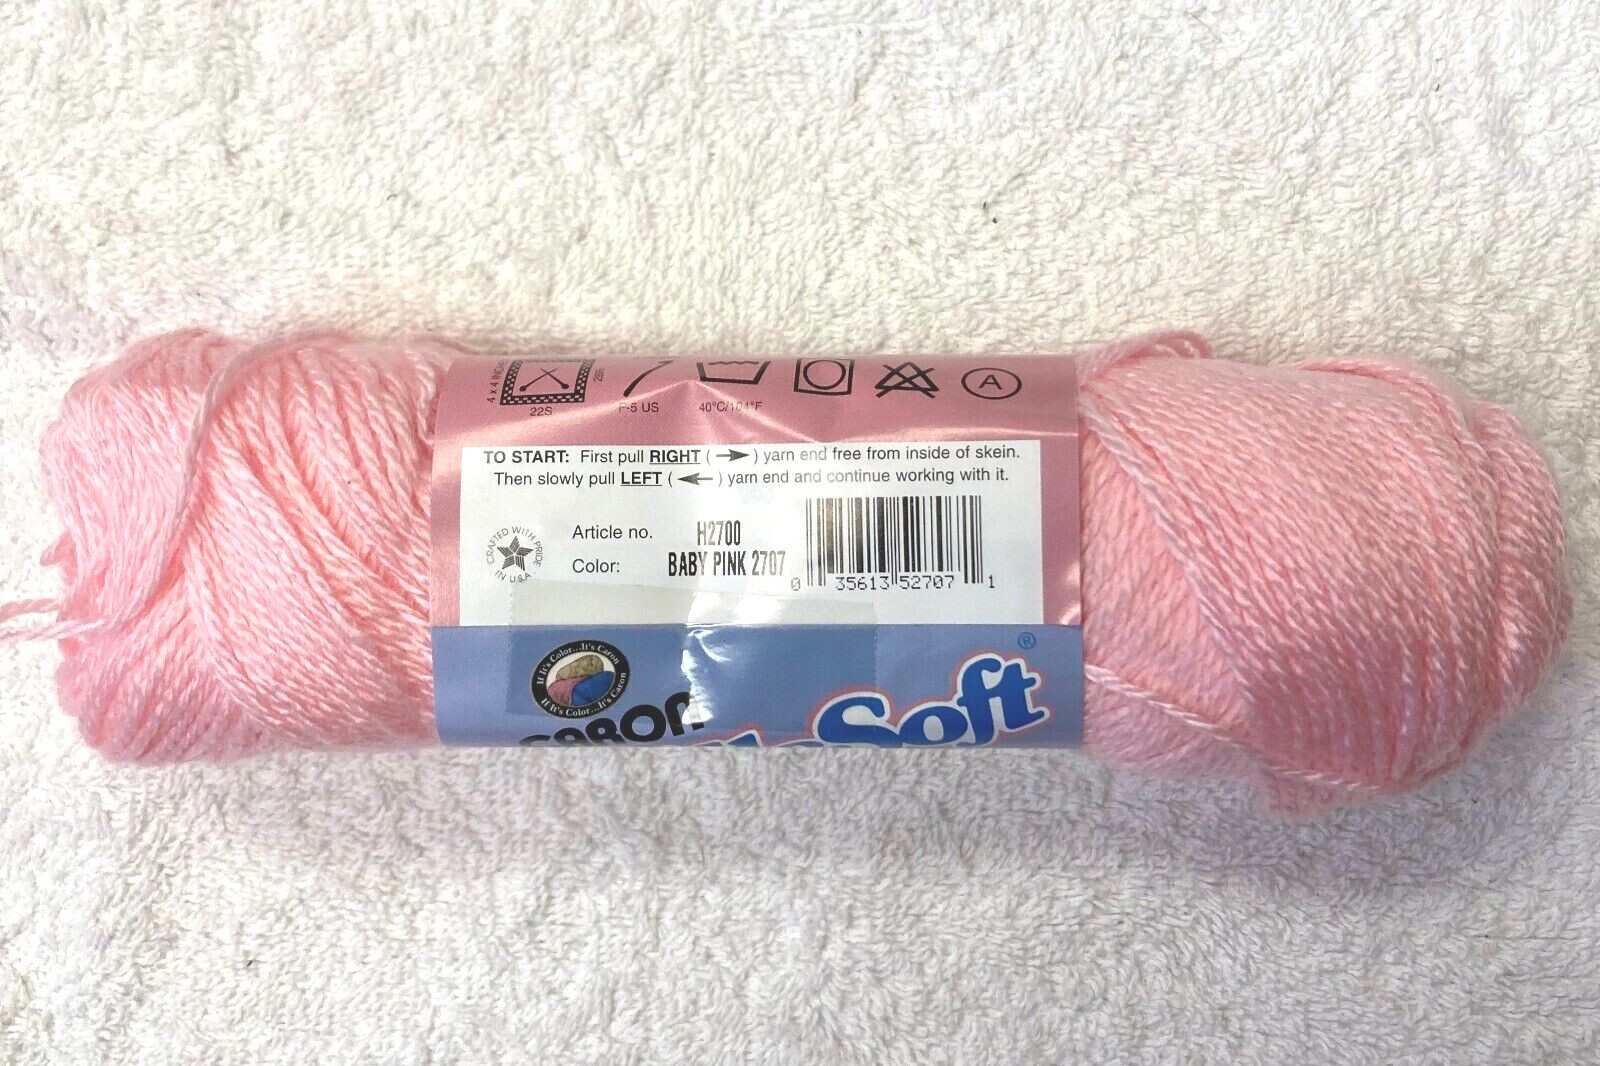 4 x 4 INCHES
22S
28R
F-5 US
40°C/104°F
A
TO START: First pull RIGHT (→) yarn end free from inside of skein.
Then slowly pull LEFT (←) yarn end and continue working with it.
CRAFTED WITH PRIDE
IN U.S.A.
Article no. H2700
Color: BABY PINK 2707
0 35613 52707 1
If It's Color...It's Caron
If It's Color...It's Caron
CARON
Soft®